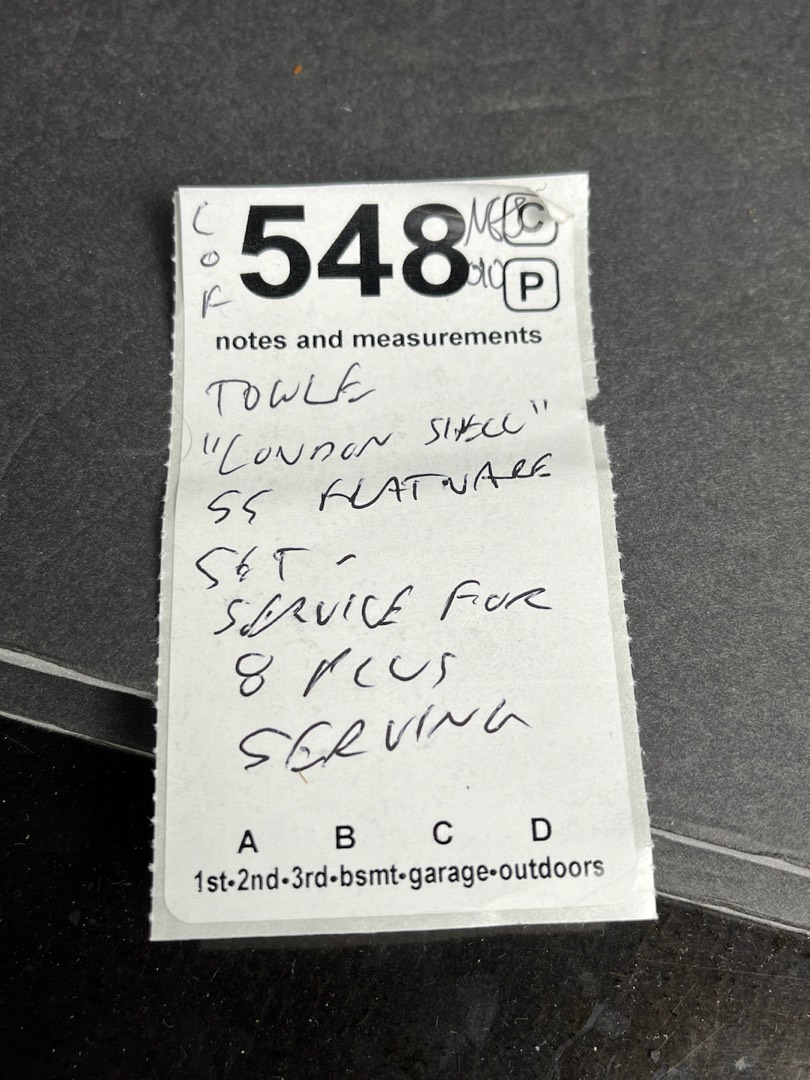 COF
548
C
P
notes and measurements
TOWLE
"LONDON SHELL"
SS FLATWARE
SET -
SERVICE FOR
8 PLUS
SERVING
A B C D
1st•2nd•3rd•bsmt•garage•outdoors